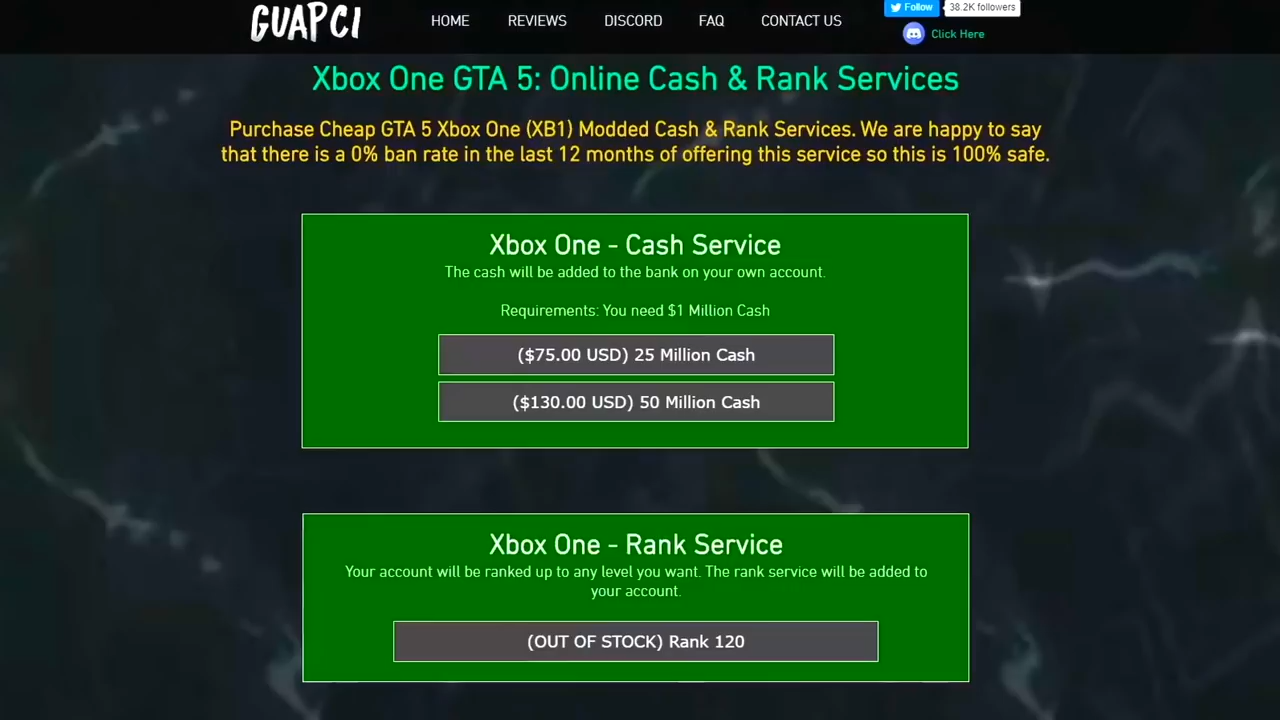 GUAPCI
HOME REVIEWS DISCORD FAQ CONTACT US
Follow 38.2K followers
Click Here
Xbox One GTA 5: Online Cash & Rank Services
Purchase Cheap GTA 5 Xbox One (XB1) Modded Cash & Rank Services. We are happy to say
that there is a 0% ban rate in the last 12 months of offering this service so this is 100% safe.
Xbox One - Cash Service
The cash will be added to the bank on your own account.
Requirements: You need $1 Million Cash
($75.00 USD) 25 Million Cash
($130.00 USD) 50 Million Cash
Xbox One - Rank Service
Your account will be ranked up to any level you want. The rank service will be added to
your account.
(OUT OF STOCK) Rank 120